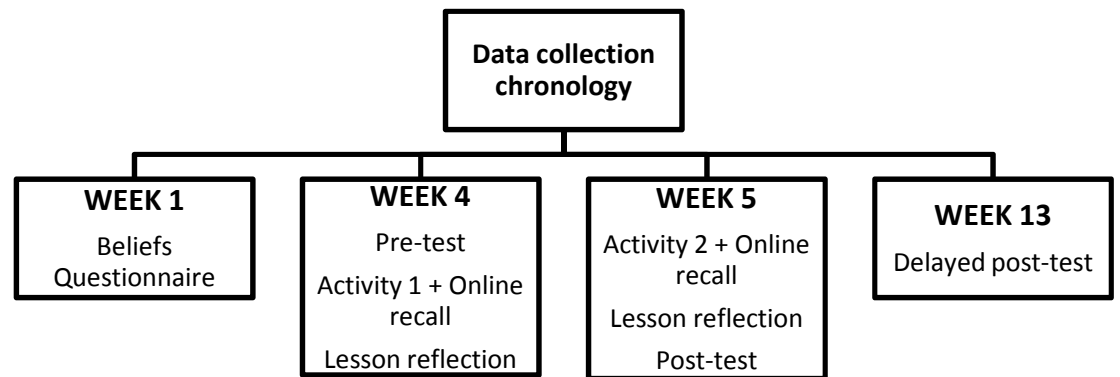 Data collection
chronology
WEEK 1
Beliefs
Questionnaire
WEEK 4
Pre-test
Activity 1 + Online
recall
Lesson reflection
WEEK 5
Activity 2 + Online
recall
Lesson reflection
Post-test
WEEK 13
Delayed post-test